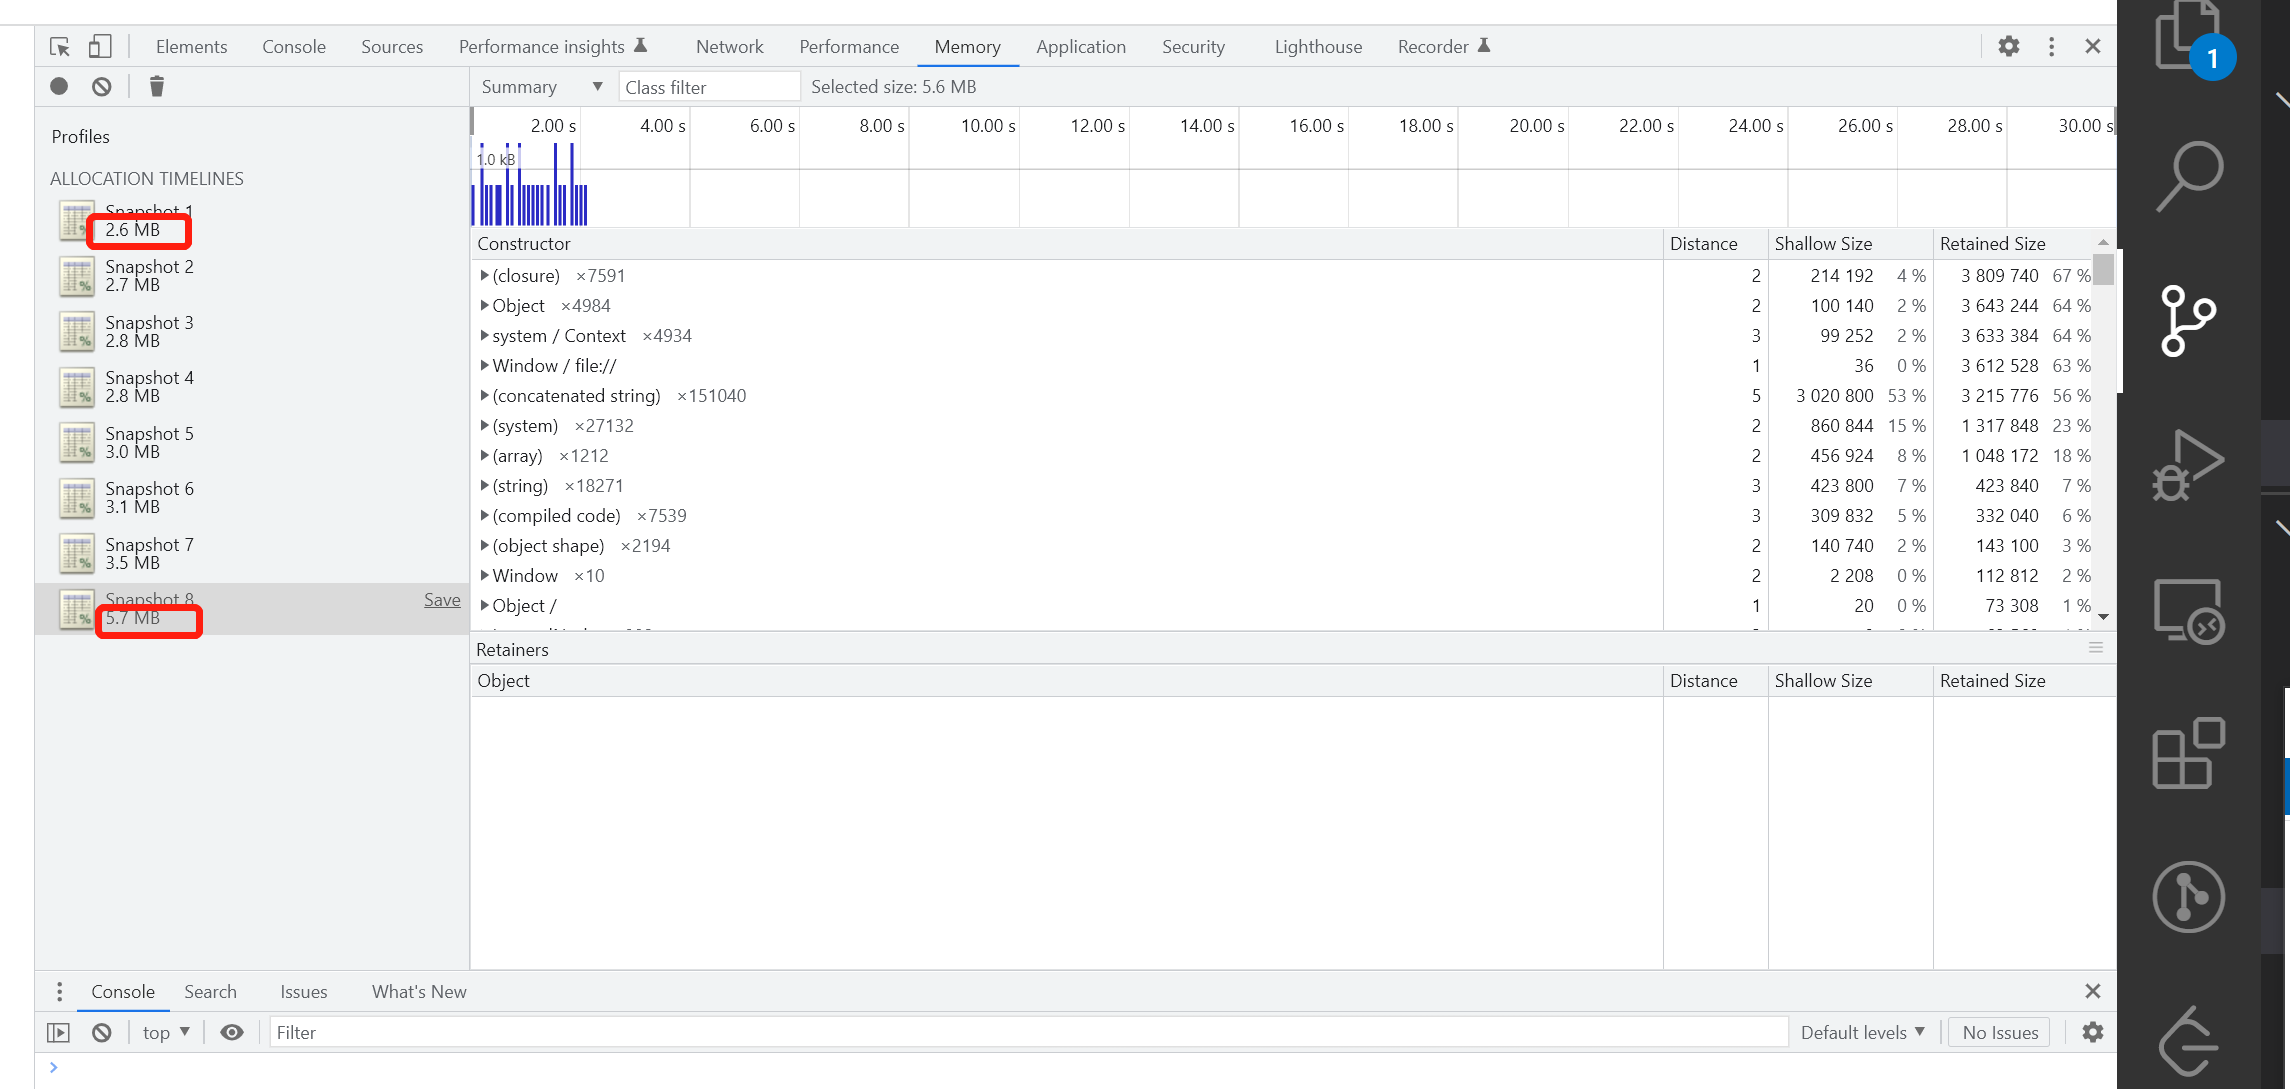 Elements Console Sources Performance insights Network Performance Memory Application Security Lighthouse Recorder
1
Summary ▼ Class filter Selected size: 5.6 MB
Profiles
ALLOCATION TIMELINES
Snapshot 1
2.6 MB
Snapshot 2
2.7 MB
Snapshot 3
2.8 MB
Snapshot 4
2.8 MB
Snapshot 5
3.0 MB
Snapshot 6
3.1 MB
Snapshot 7
3.5 MB
Snapshot 8 Save
5.7 MB
2.00 s 4.00 s 6.00 s 8.00 s 10.00 s 12.00 s 14.00 s 16.00 s 18.00 s 20.00 s 22.00 s 24.00 s 26.00 s 28.00 s 30.00 s
1.0 kB
Constructor Distance Shallow Size Retained Size
(closure) ×7591 2 214 192 4 % 3 809 740 67 %
Object ×4984 2 100 140 2 % 3 643 244 64 %
system / Context ×4934 3 99 252 2 % 3 633 384 64 %
Window / file:// 1 36 0 % 3 612 528 63 %
(concatenated string) ×151040 5 3 020 800 53 % 3 215 776 56 %
(system) ×27132 2 860 844 15 % 1 317 848 23 %
(array) ×1212 2 456 924 8 % 1 048 172 18 %
(string) ×18271 3 423 800 7 % 423 840 7 %
(compiled code) ×7539 3 309 832 5 % 332 040 6 %
(object shape) ×2194 2 140 740 2 % 143 100 3 %
Window ×10 2 2 208 0 % 112 812 2 %
Object / 1 20 0 % 73 308 1 %
Retainers
Object Distance Shallow Size Retained Size
Console Search Issues What's New
top ▼ Filter Default levels ▼ No Issues